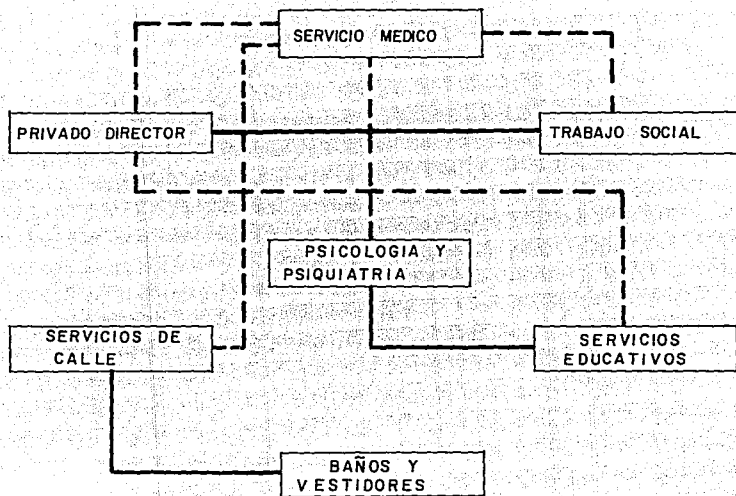 SERVICIO MEDICO
PRIVADO DIRECTOR
TRABAJO SOCIAL
PSICOLOGIA Y
PSIQUIATRIA
SERVICIOS DE
CALLE
SERVICIOS
EDUCATIVOS
BAÑOS Y
VESTIDORES